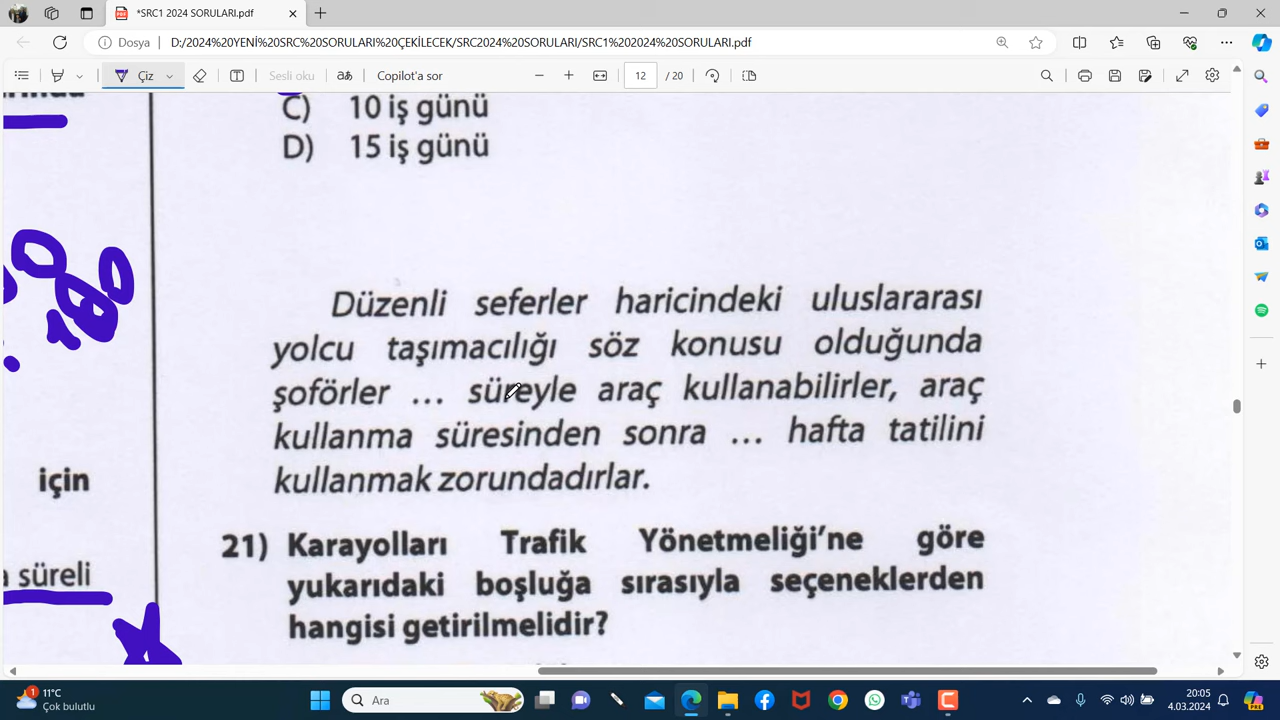 *SRC1 2024 SORULARI.pdf
Dosya
D:/2024%20YENİ%20SRC%20SORULARI%20ÇEKİLECEK/SRC2024%20SORULARI/SRC1%202024%20SORULARI.pdf
Çiz
Sesli oku
aあ
Copilot'a sor
12 / 20
C) 10 iş günü
D) 15 iş günü
Düzenli seferler haricindeki uluslararası
yolcu taşımacılığı söz konusu olduğunda
şoförler ... süreyle araç kullanabilirler, araç
kullanma süresinden sonra ... hafta tatilini
kullanmak zorundadırlar.
için
süreli
21) Karayolları Trafik Yönetmeliği'ne göre
yukarıdaki boşluğa sırasıyla seçeneklerden
hangisi getirilmelidir?
1
11°C
Çok bulutlu
Ara
20:05
4.03.2024